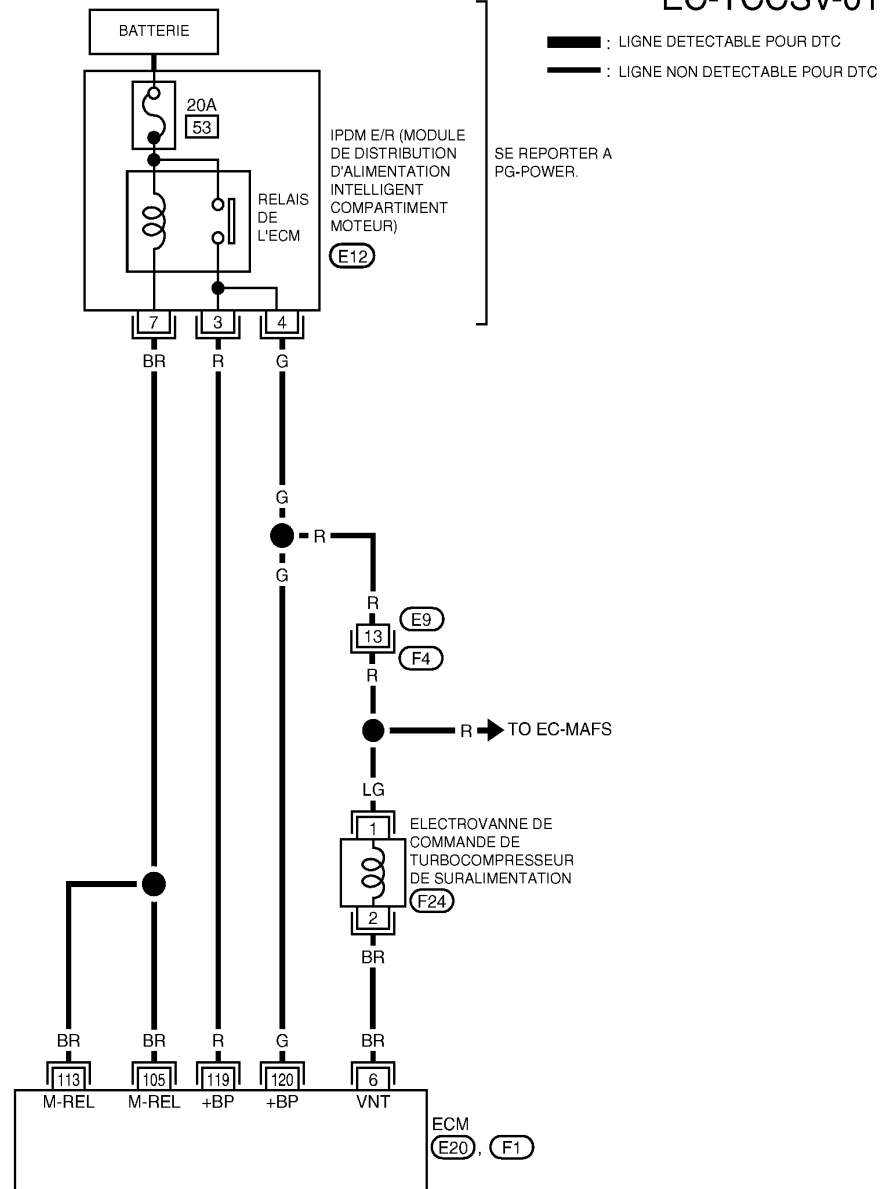 EC-TCCSV-01
BATTERIE
: LIGNE DETECTABLE POUR DTC
: LIGNE NON DETECTABLE POUR DTC
20A
53
IPDM E/R (MODULE
DE DISTRIBUTION
D'ALIMENTATION
INTELLIGENT
COMPARTIMENT
MOTEUR)
E12
SE REPORTER A
PG-POWER.
RELAIS
DE
L'ECM
7 3 4
BR R G
G
R
G
R
13
E9
F4
R
R
TO EC-MAFS
LG
1
ELECTROVANNE DE
COMMANDE DE
TURBOCOMPRESSEUR
DE SURALIMENTATION
F24
2
BR
BR BR R G BR
113 105 119 120 6
M-REL M-REL +BP +BP VNT
ECM
E20 , F1